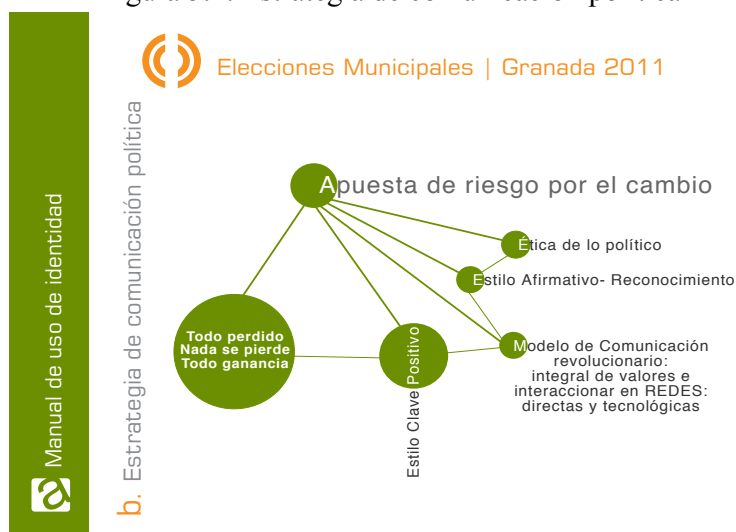 Elecciones Municipales | Granada 2011
Manual de uso de identidad
b. Estrategia de comunicación política
Apuesta de riesgo por el cambio
Ética de lo político
Estilo Afirmativo- Reconocimiento
Todo perdido
Nada se pierde
Todo ganancia
Estilo Clave Positivo
Modelo de Comunicación
revolucionario:
integral de valores e
interaccionar en REDES:
directas y tecnológicas
a